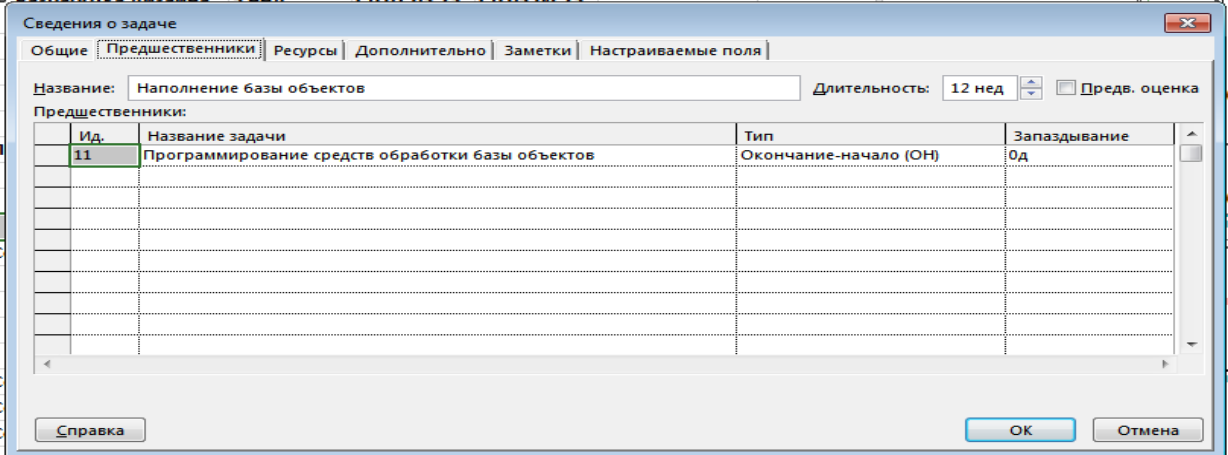 Сведения о задаче
Общие Предшественники Ресурсы Дополнительно Заметки Настраиваемые поля
Название: Наполнение базы объектов Длительность: 12 нед Предв. оценка
Предшественники:
Ид. Название задачи Тип Запаздывание
11 Программирование средств обработки базы объектов Окончание-начало (ОН) 0д
Справка ОК Отмена